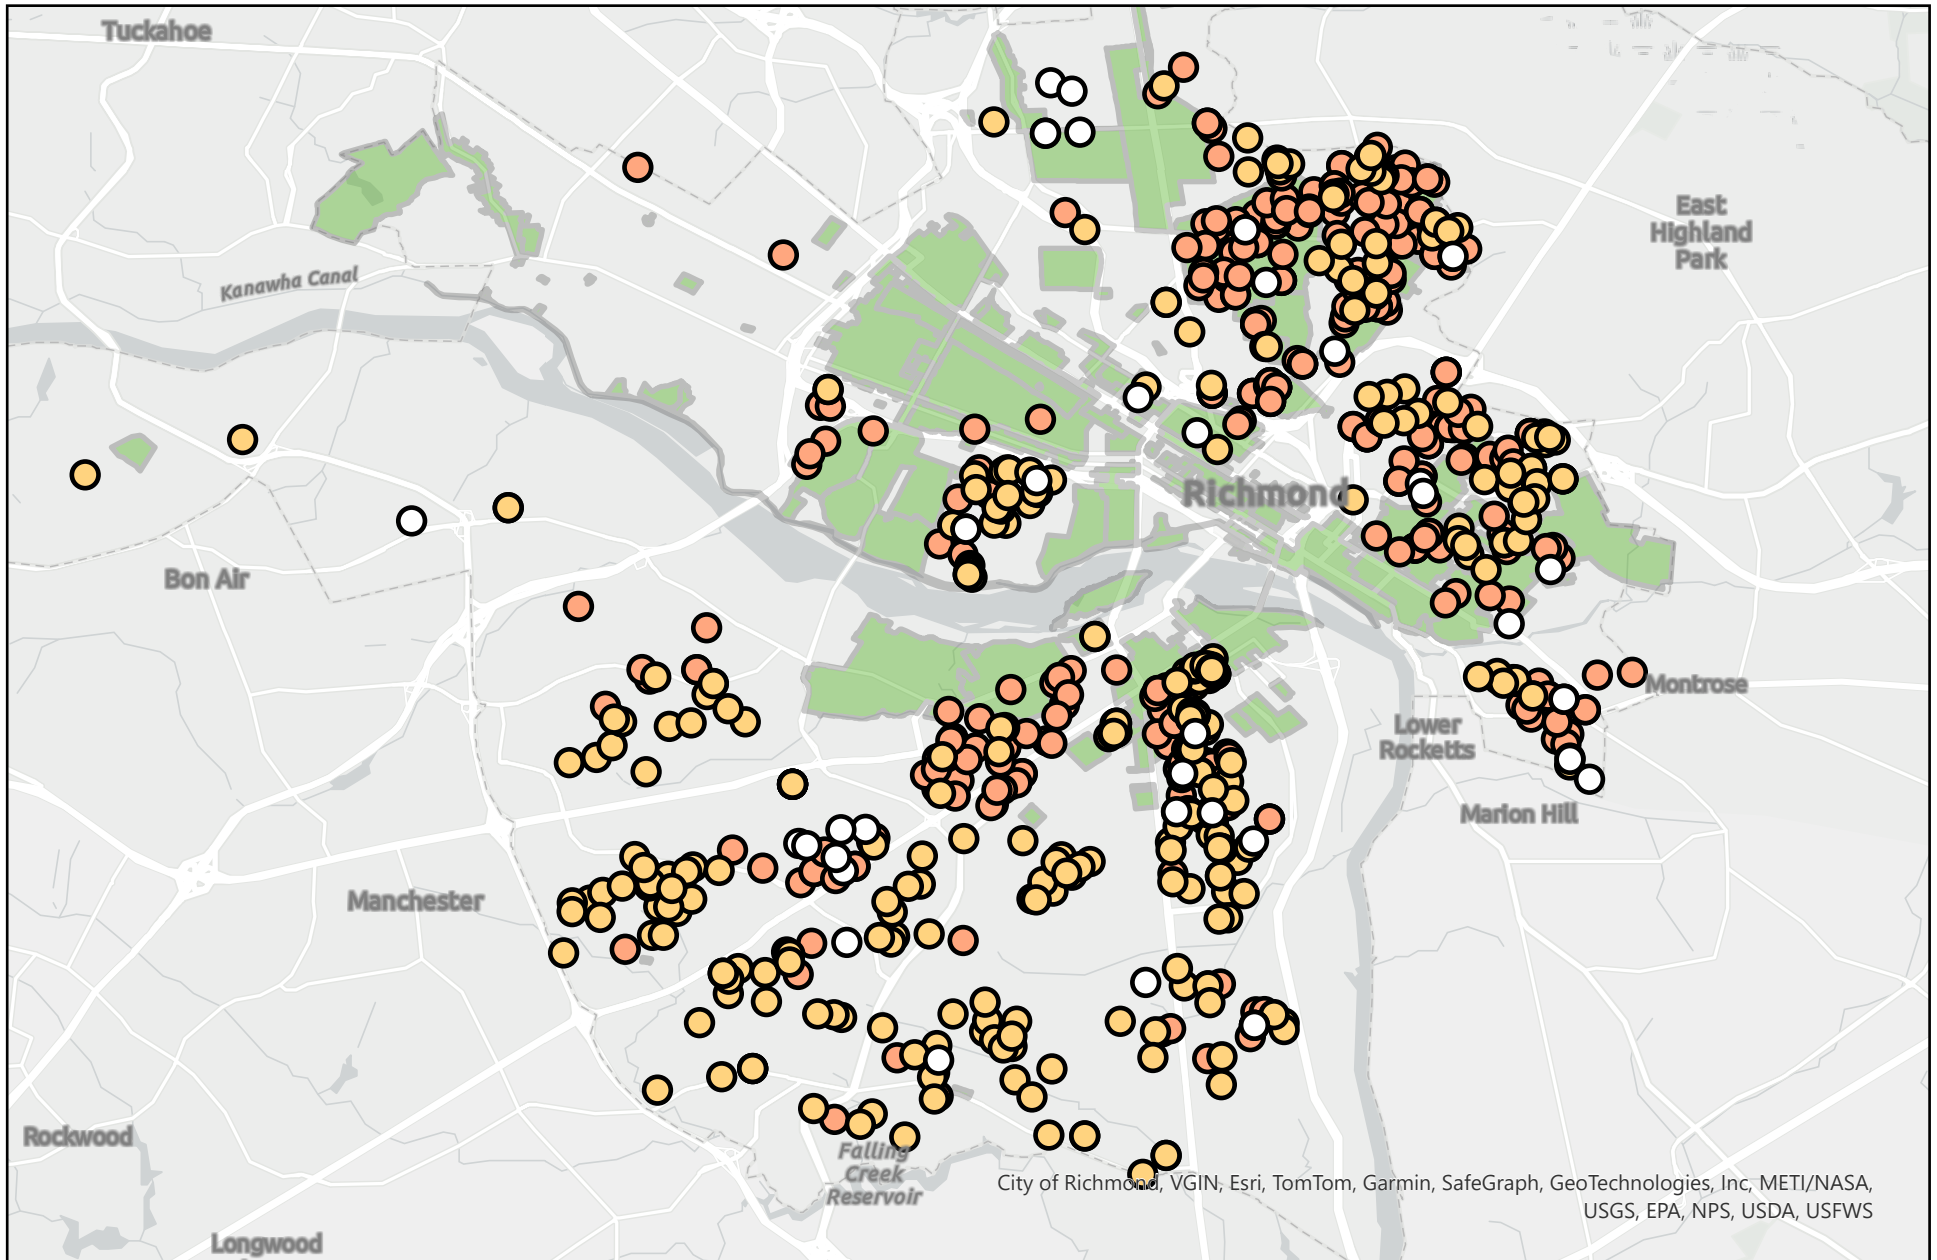 Tuckahoe
East
Highland
Park
Kanawha Canal
Richmond
Bon Air
Montrose
Lower
Rocketts
Marion Hill
Manchester
Rockwood
Falling
Creek
Reservoir
City of Richmond, VGIN, Esri, TomTom, Garmin, SafeGraph, GeoTechnologies, Inc, METI/NASA,
USGS, EPA, NPS, USDA, USFWS
Longwood